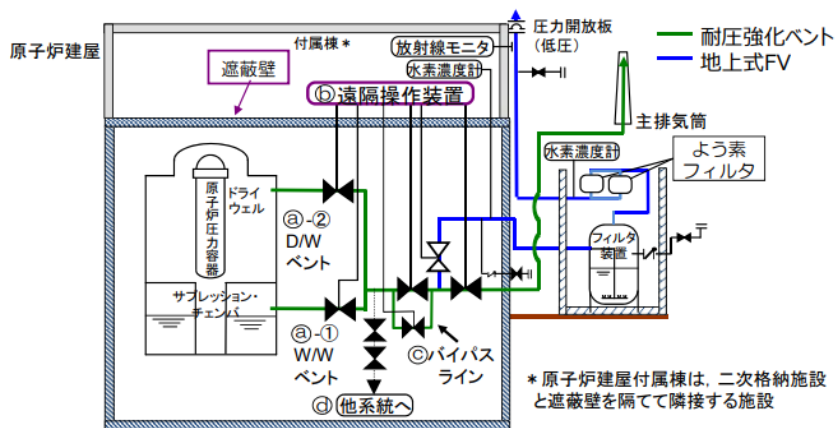 原子炉建屋
付属棟*
遮蔽壁
放射線モニタ
水素濃度計
ⓑ遠隔操作装置
圧力開放板
(低圧)
耐圧強化ベント
地上式FV
主排気筒
水素濃度計
よう素
フィルタ
フィルタ
装置
原子炉圧力容器
ドライ
ウェル
ⓐ-②
D/W
ベント
サプレッション・
チェンバ
ⓐ-①
W/W
ベント
ⓒバイパス
ライン
ⓓ他系統へ
*原子炉建屋付属棟は,二次格納施設
と遮蔽壁を隔てて隣接する施設